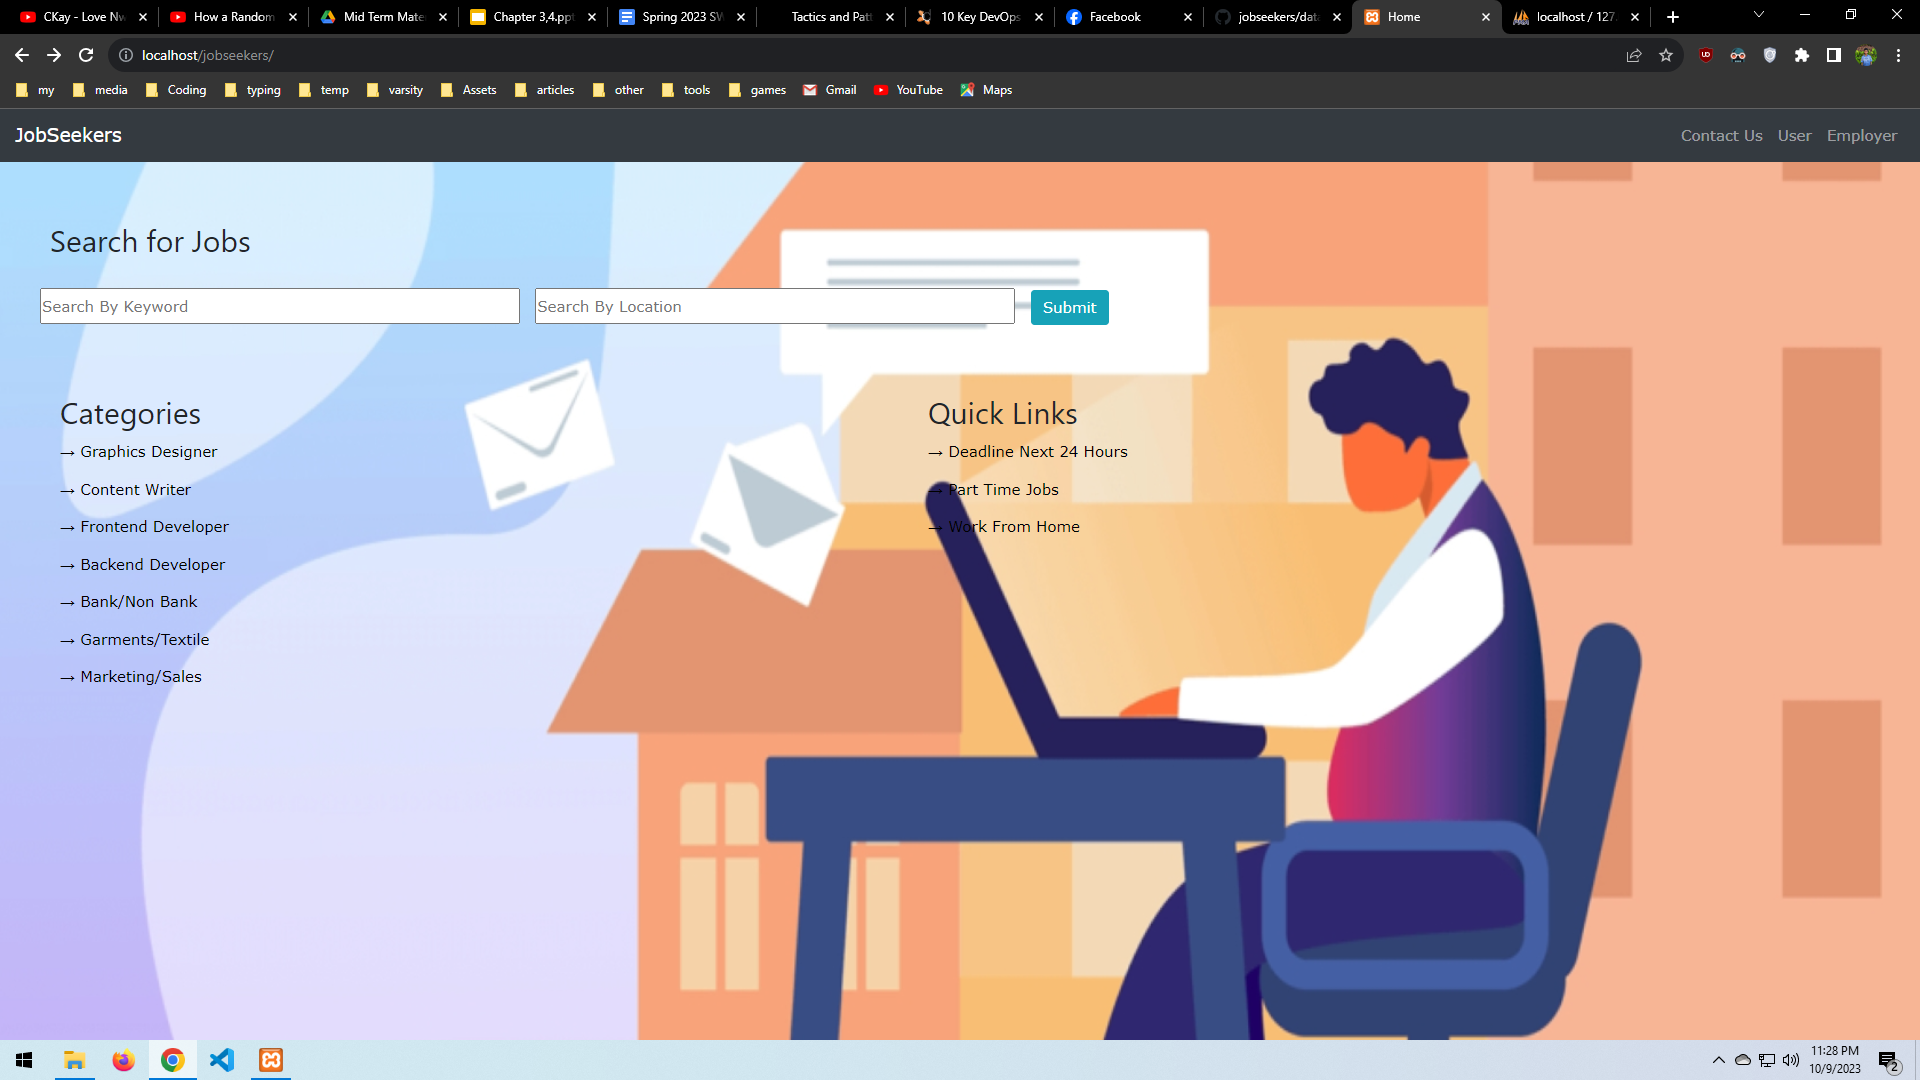 CKay - Love Nw
How a Random
Mid Term Mate
Chapter 3,4.ppt
Spring 2023 SW
Tactics and Patt
10 Key DevOps
Facebook
jobseekers/data
Home
localhost / 127.
localhost/jobseekers/
my
media
Coding
typing
temp
varsity
Assets
articles
other
tools
games
Gmail
YouTube
Maps
JobSeekers
Contact Us
User
Employer
Search for Jobs
Search By Keyword
Search By Location
Submit
Categories
→ Graphics Designer
→ Content Writer
→ Frontend Developer
→ Backend Developer
→ Bank/Non Bank
→ Garments/Textile
→ Marketing/Sales
Quick Links
→ Deadline Next 24 Hours
→ Part Time Jobs
→ Work From Home
11:28 PM
10/9/2023
2